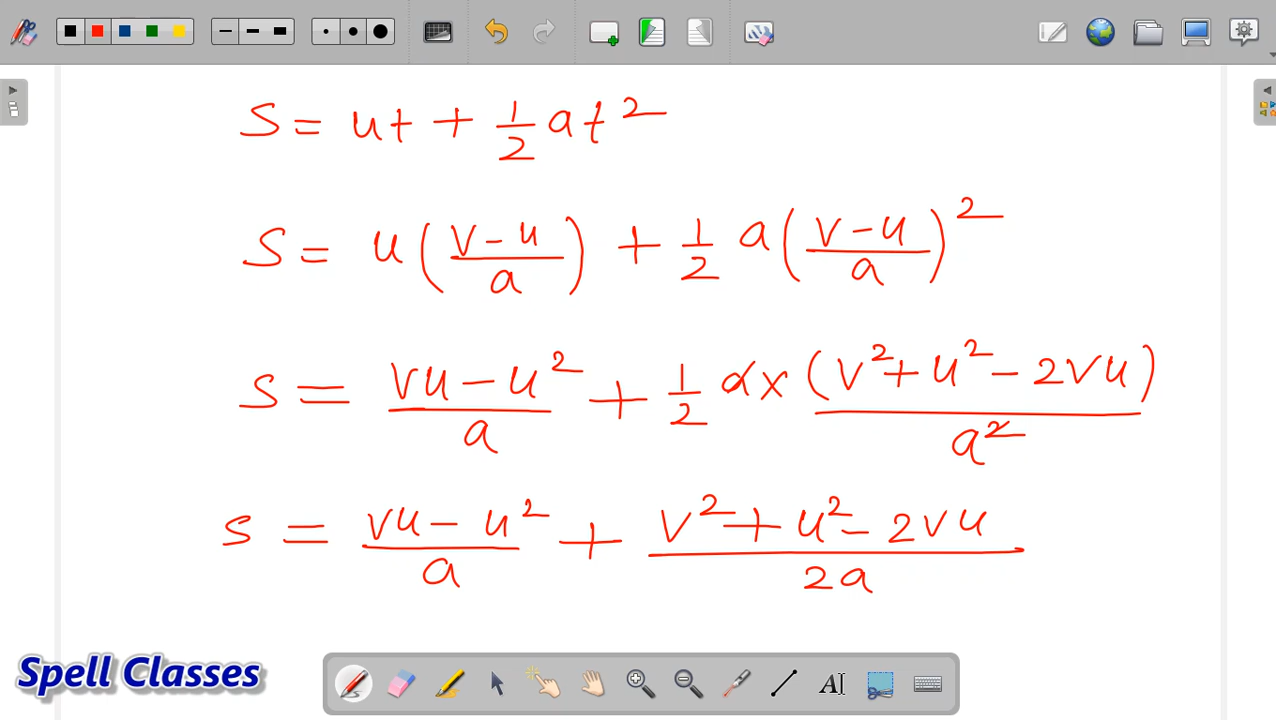 S = ut + 1/2 at²
S = u((v-u)/a) + 1/2 a((v-u)/a)²
S = (vu-u²)/a + 1/2 a × (v²+u²-2vu)/a²
S = (vu-u²)/a + (v²+u²-2vu)/2a
Spell Classes
AI